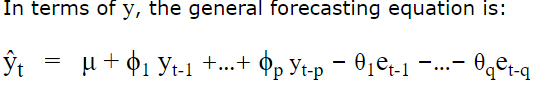 In terms of y, the general forecasting equation is:
ŷt = μ + ϕ1 yt-1 +...+ ϕp yt-p − θ1et-1 −...− θqet-q